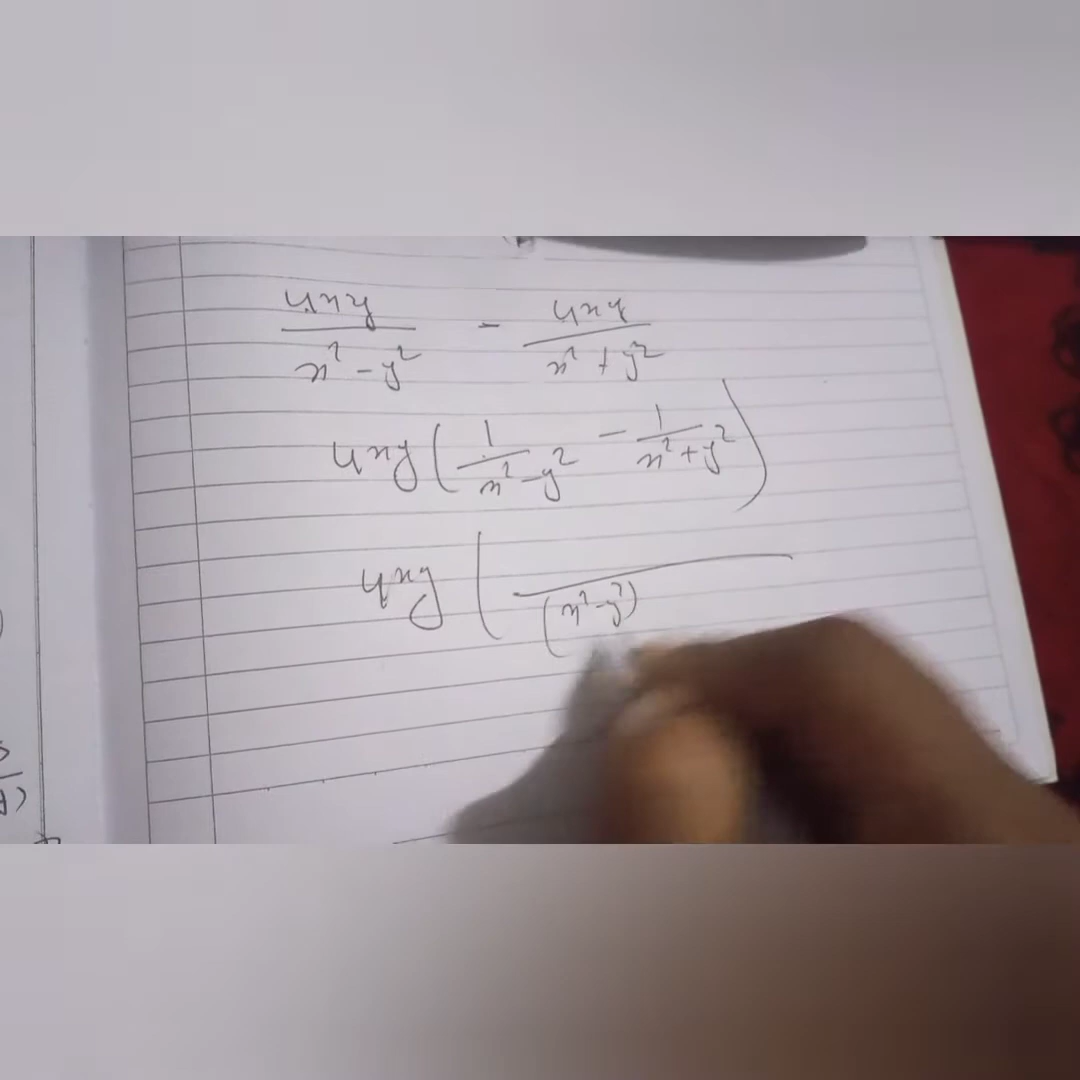 4xy/(x² - y²) - 4xy/(x² + y²)
4xy(1/(x² - y²) - 1/(x² + y²))
4xy( /(x² - y²)